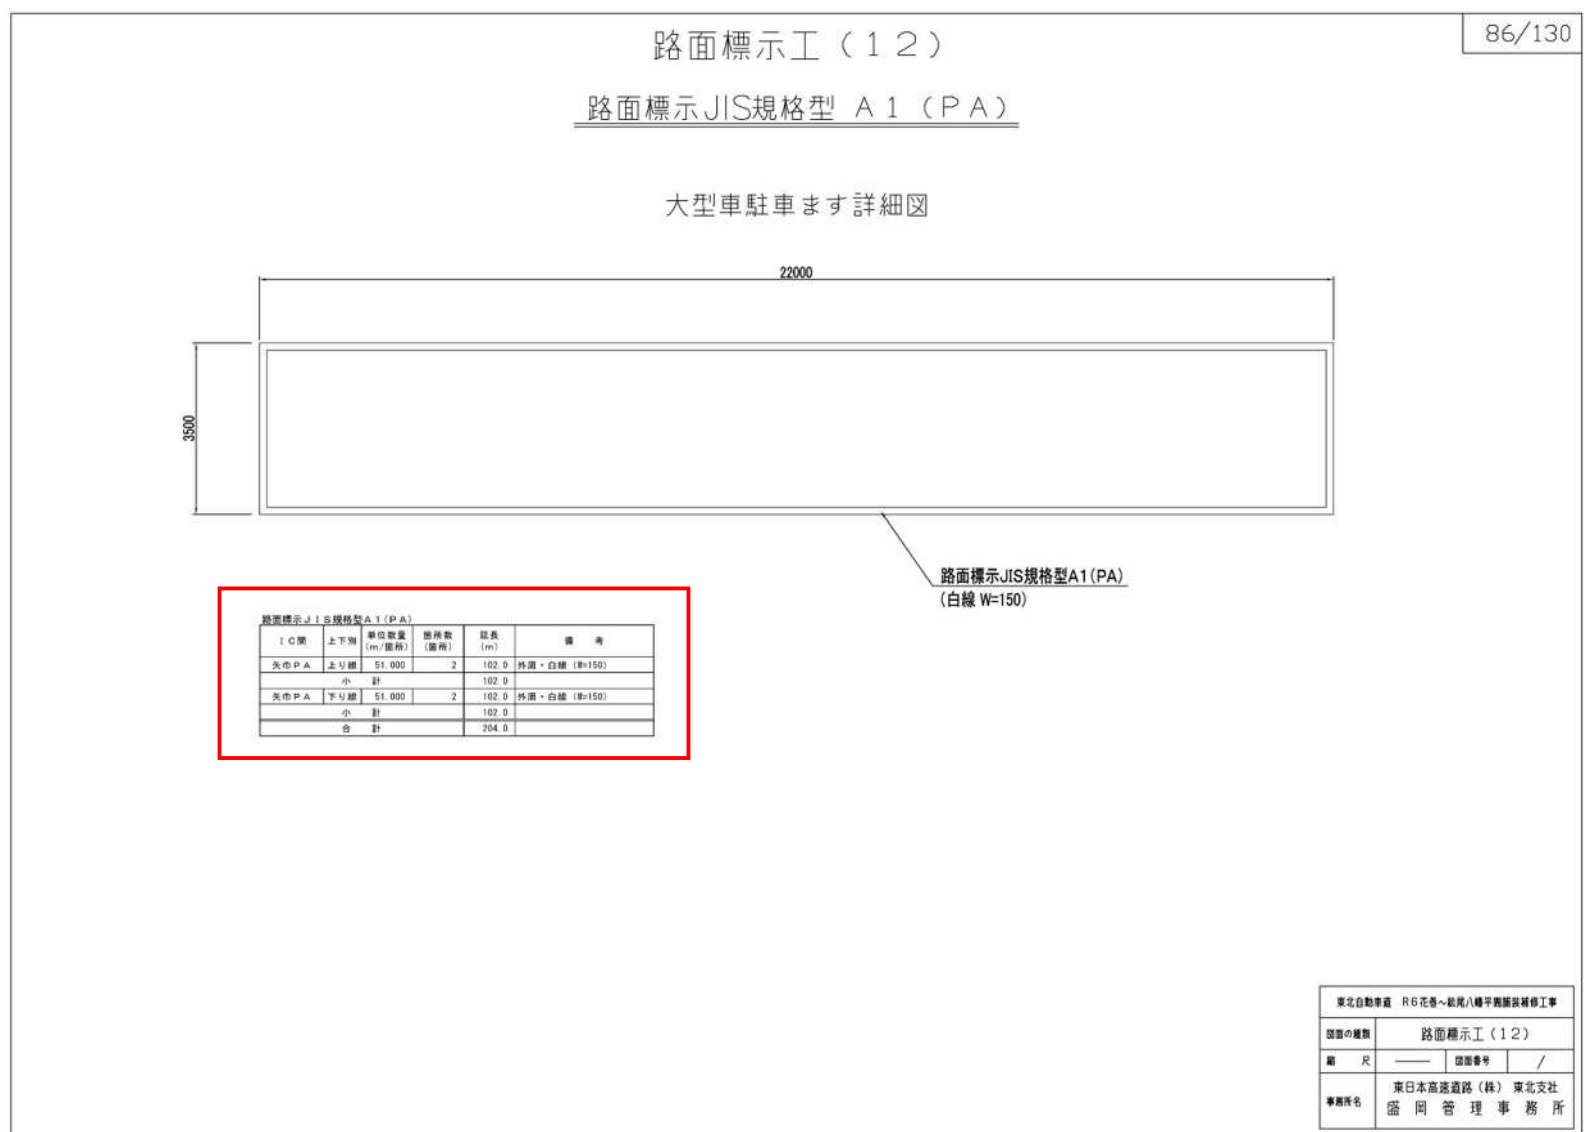 86/130
路面標示工（１２）
路面標示JIS規格型 Ａ１（ＰＡ）
大型車駐車ます詳細図
22000
3500
路面標示JIS規格型A1(PA)
(白線 W=150)
路面標示ＪＩＳ規格型Ａ１(ＰＡ)
ＩＣ間 上下別 単位数量(m/箇所) 箇所数(箇所) 延長(m) 備 考
矢巾ＰＡ 上り線 51.000 2 102.0 外周・白線 (W=150)
小 計 102.0
矢巾ＰＡ 下り線 51.000 2 102.0 外周・白線 (W=150)
小 計 102.0
合 計 204.0
東北自動車道 Ｒ６花巻～松尾八幡平間舗装補修工事
図面の種類 路面標示工（１２）
縮 尺 ―― 図面番号 /
事務所名 東日本高速道路（株） 東北支社
盛 岡 管 理 事 務 所